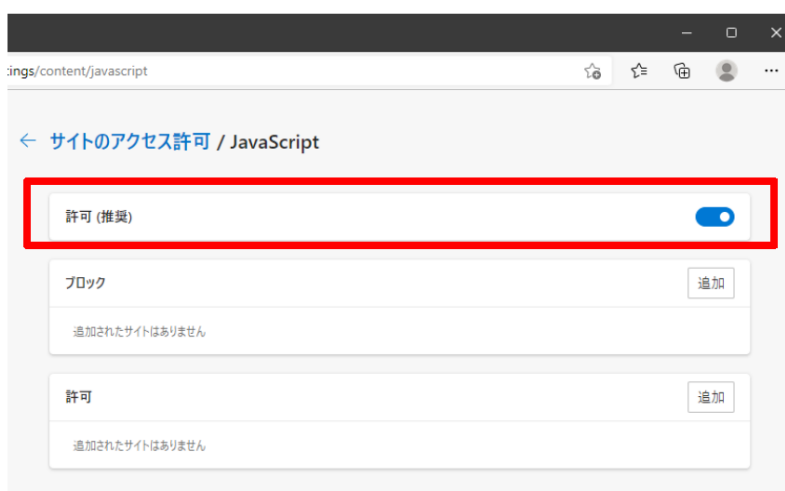 tings/content/javascript
サイトのアクセス許可 / JavaScript
許可 (推奨)
ブロック
追加
追加されたサイトはありません
許可
追加
追加されたサイトはありません